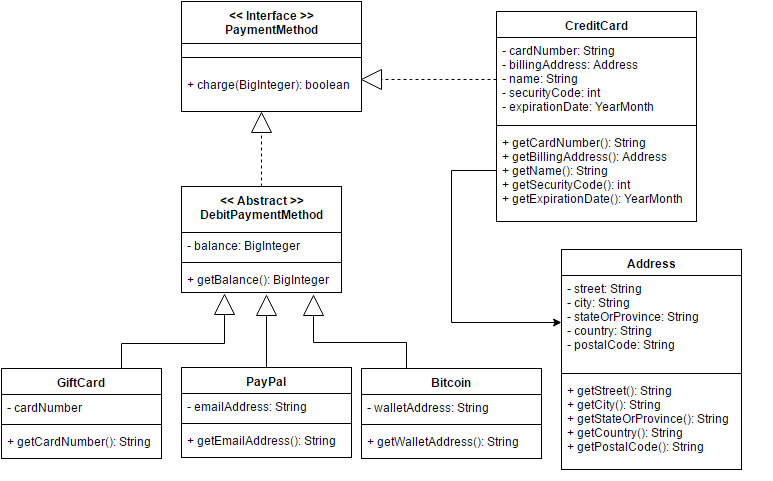 << Interface >>
PaymentMethod
+ charge(BigInteger): boolean
CreditCard
- cardNumber: String
- billingAddress: Address
- name: String
- securityCode: int
- expirationDate: YearMonth
+ getCardNumber(): String
+ getBillingAddress(): Address
+ getName(): String
+ getSecurityCode(): int
+ getExpirationDate(): YearMonth
<< Abstract >>
DebitPaymentMethod
- balance: BigInteger
+ getBalance(): BigInteger
Address
- street: String
- city: String
- stateOrProvince: String
- country: String
- postalCode: String
+ getStreet(): String
+ getCity(): String
+ getStateOrProvince(): String
+ getCountry(): String
+ getPostalCode(): String
GiftCard
- cardNumber
+ getCardNumber(): String
PayPal
- emailAddress: String
+ getEmailAddress(): String
Bitcoin
- walletAddress: String
+ getWalletAddress(): String